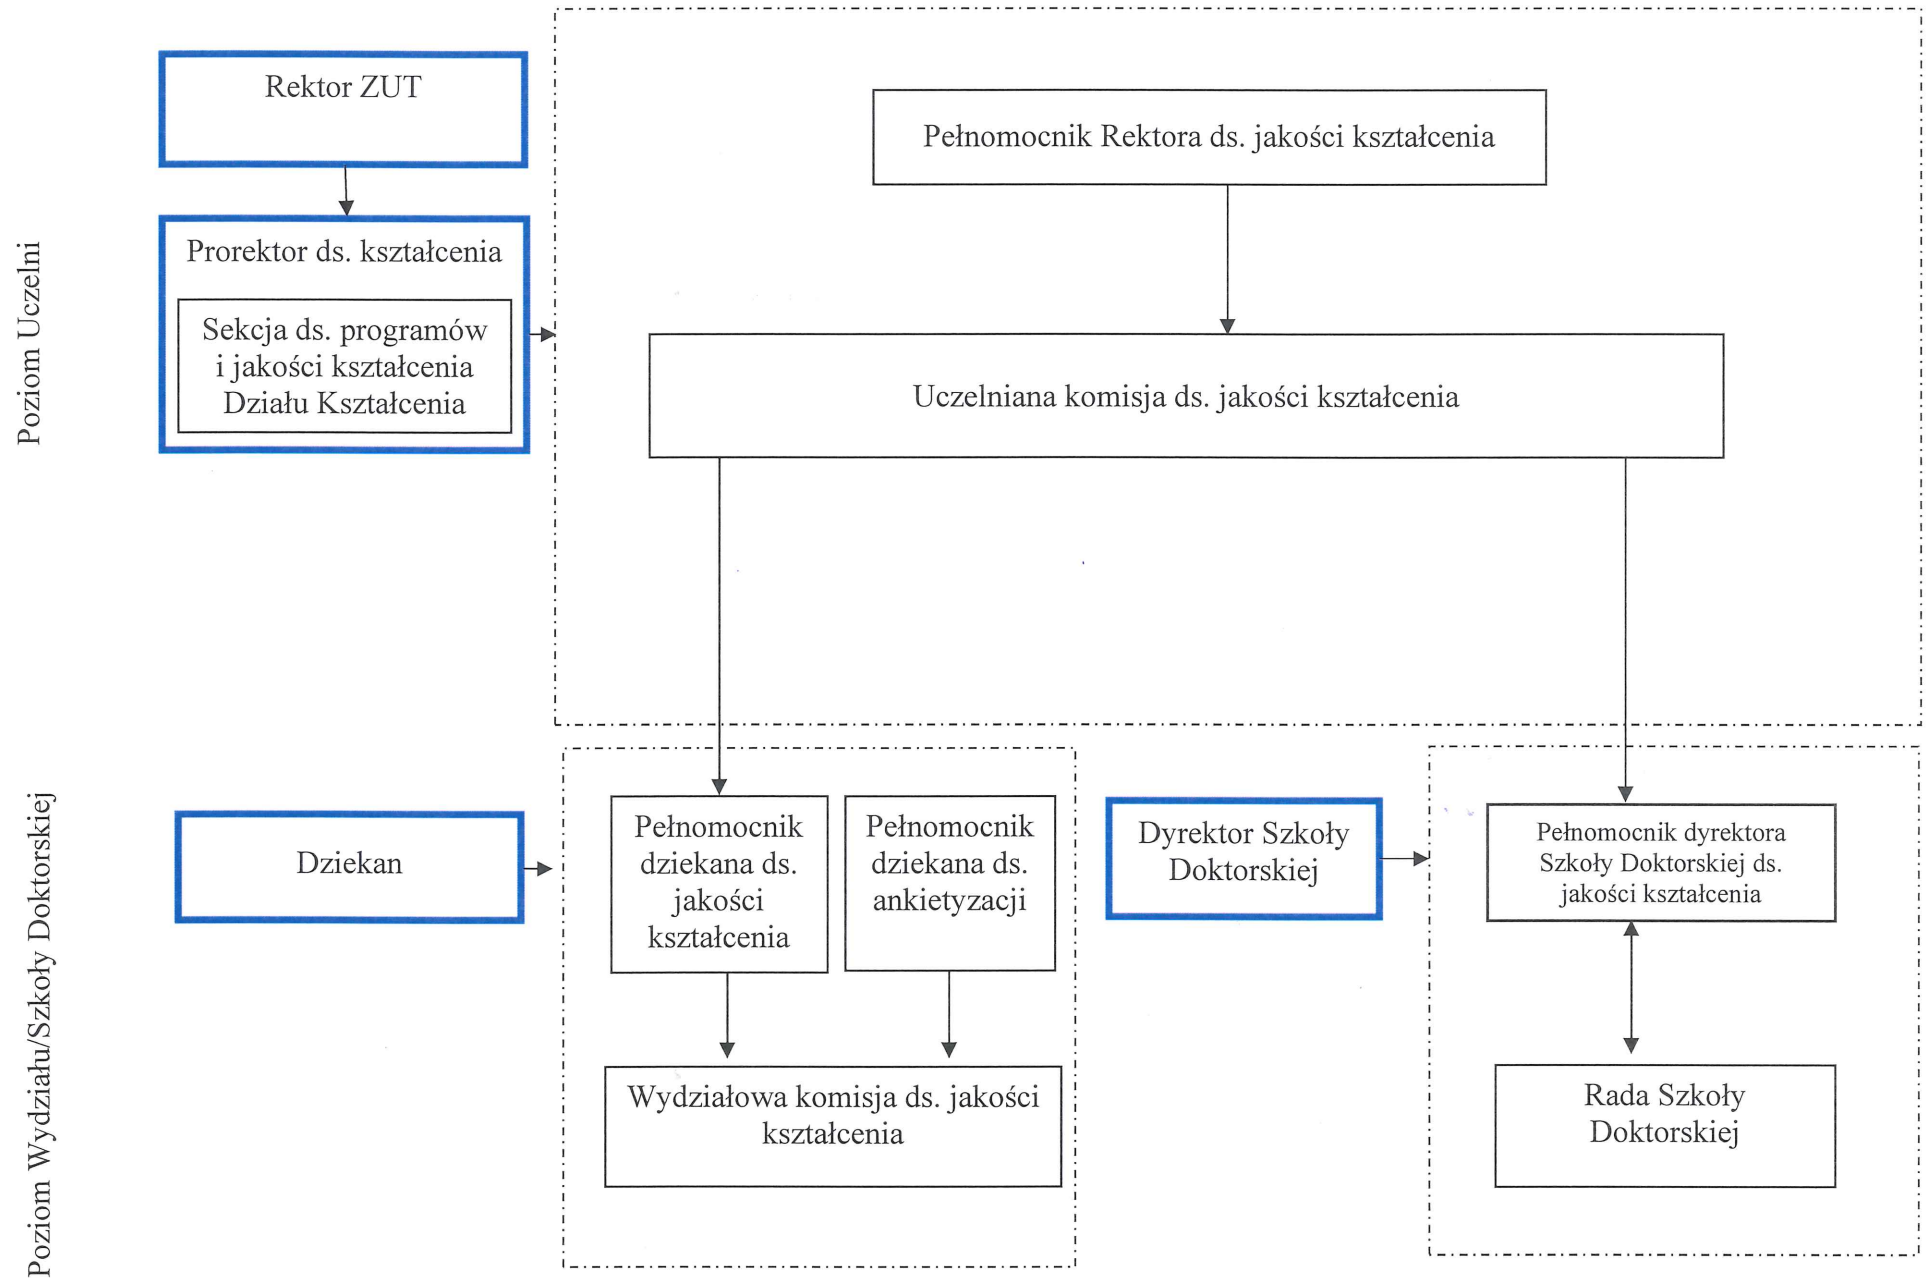 Poziom Uczelni
Rektor ZUT
Prorektor ds. kształcenia
Sekcja ds. programów
i jakości kształcenia
Działu Kształcenia
Pełnomocnik Rektora ds. jakości kształcenia
Uczelniana komisja ds. jakości kształcenia
Poziom Wydziału/Szkoły Doktorskiej
Dziekan
Pełnomocnik
dziekana ds.
jakości
kształcenia
Pełnomocnik
dziekana ds.
ankietyzacji
Wydziałowa komisja ds. jakości
kształcenia
Dyrektor Szkoły
Doktorskiej
Pełnomocnik dyrektora
Szkoły Doktorskiej ds.
jakości kształcenia
Rada Szkoły
Doktorskiej